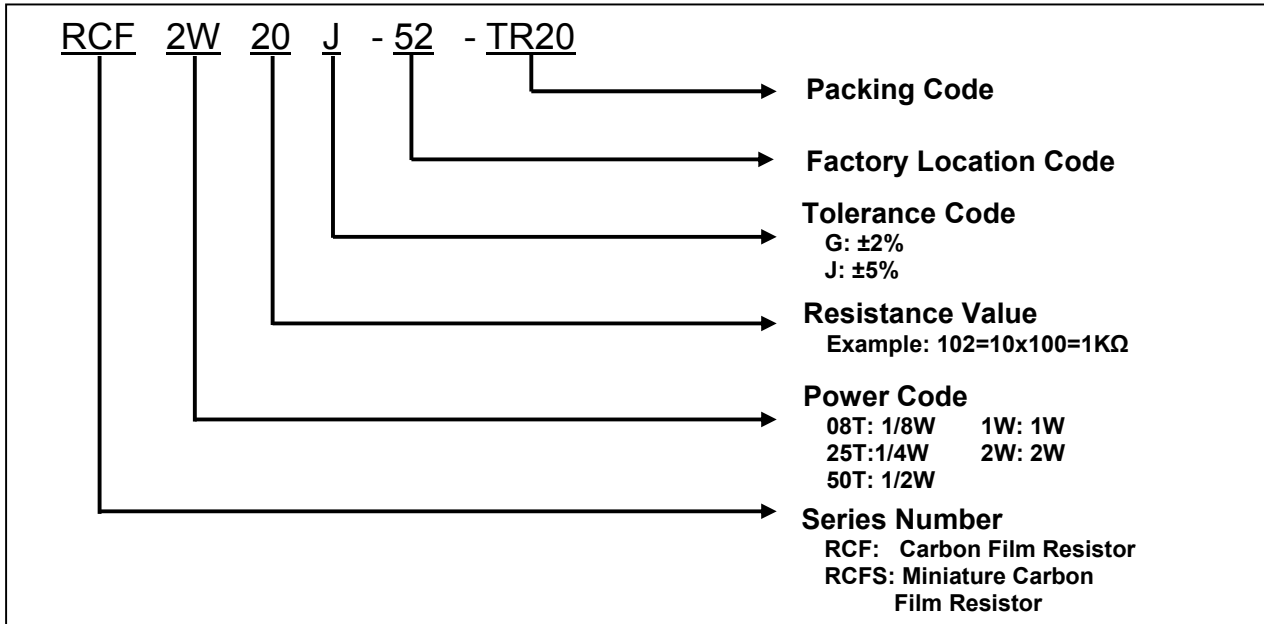 RCF 2W 20 J - 52 - TR20
Packing Code
Factory Location Code
Tolerance Code
G: ±2%
J: ±5%
Resistance Value
Example: 102=10x100=1KΩ
Power Code
08T: 1/8W 1W: 1W
25T:1/4W 2W: 2W
50T: 1/2W
Series Number
RCF: Carbon Film Resistor
RCFS: Miniature Carbon
Film Resistor